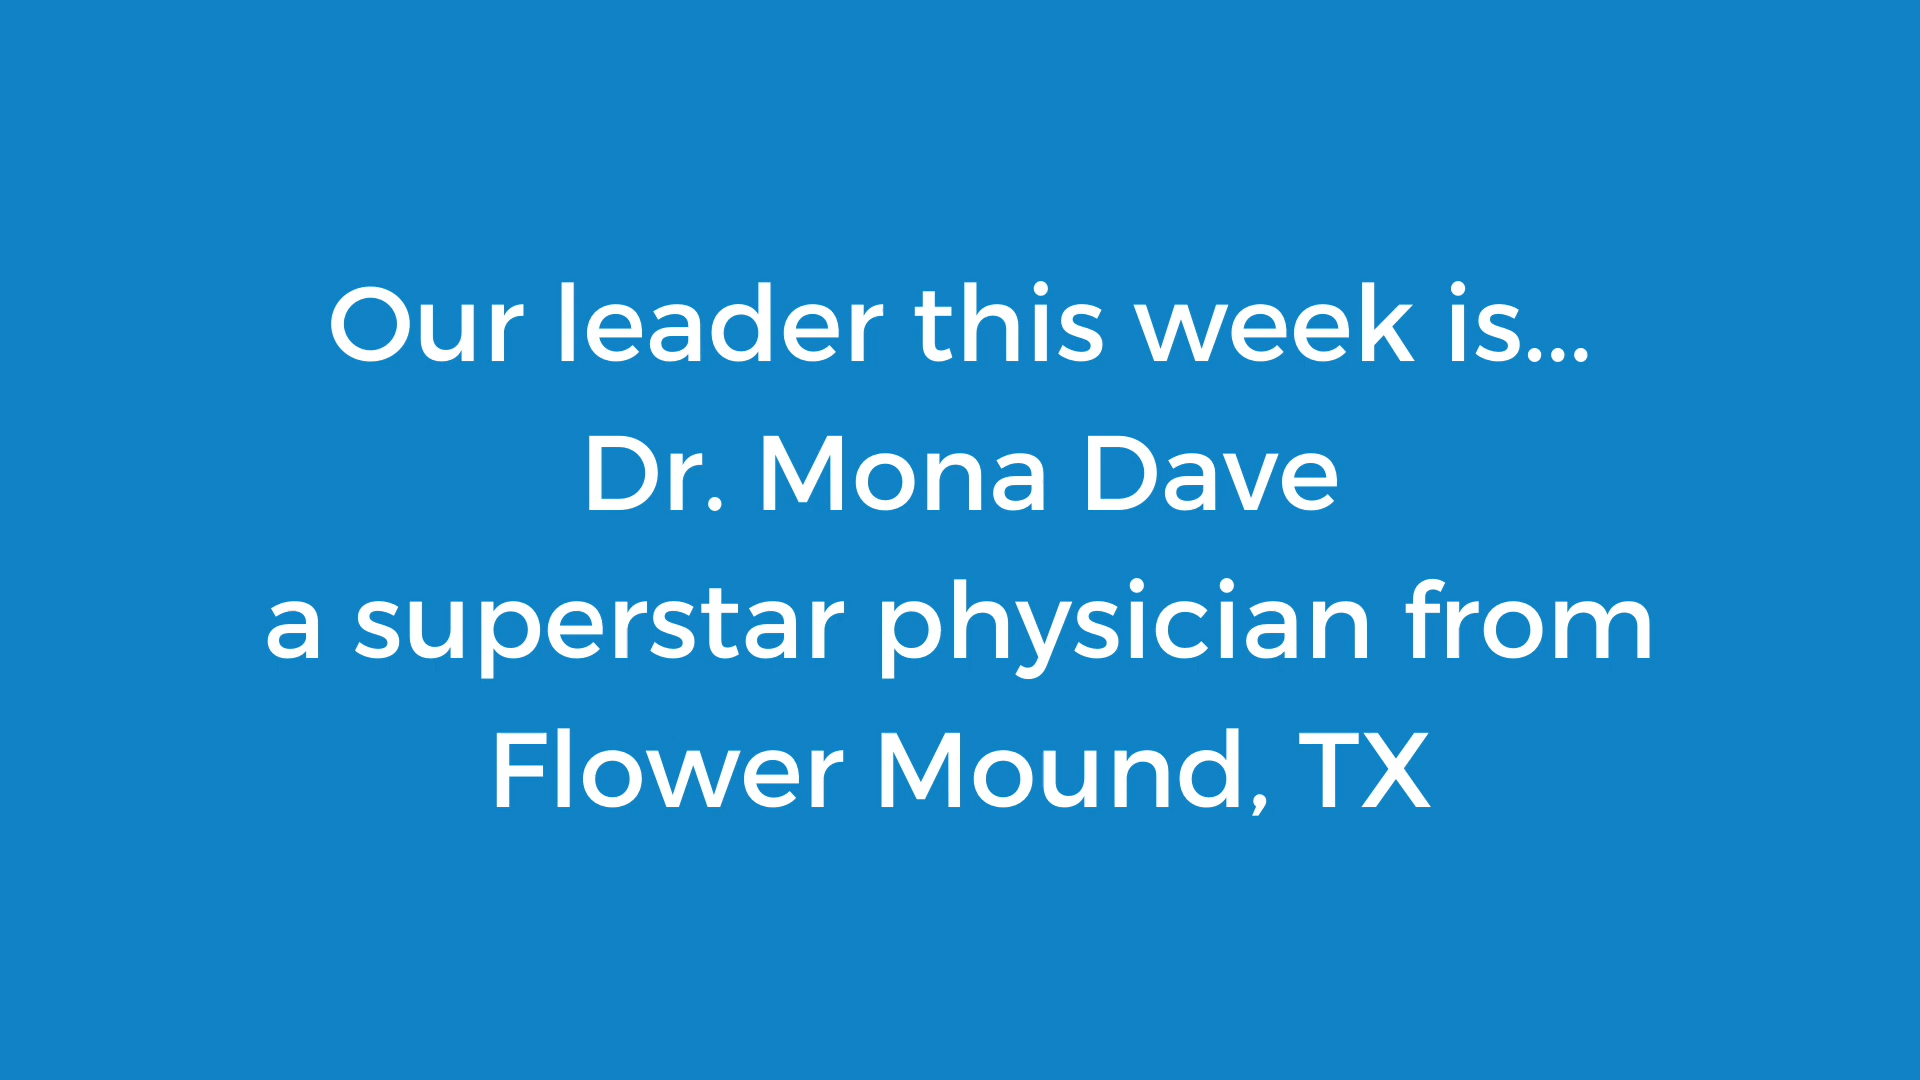 Our leader this week is...
Dr. Mona Dave
a superstar physician from
Flower Mound, TX